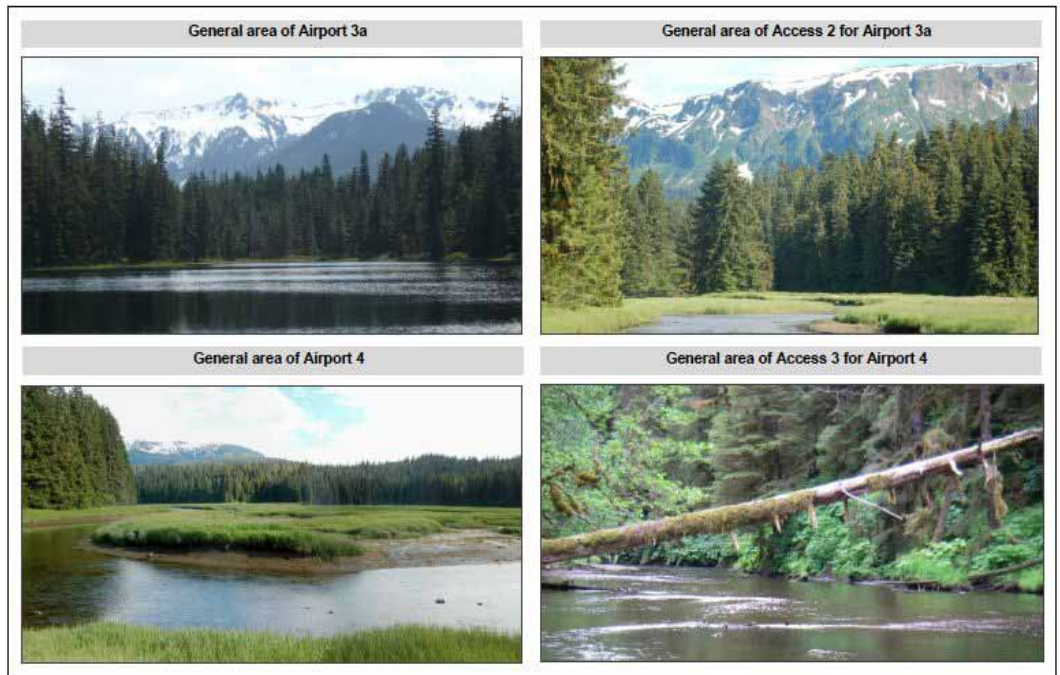 General area of Airport 3a
General area of Access 2 for Airport 3a
General area of Airport 4
General area of Access 3 for Airport 4